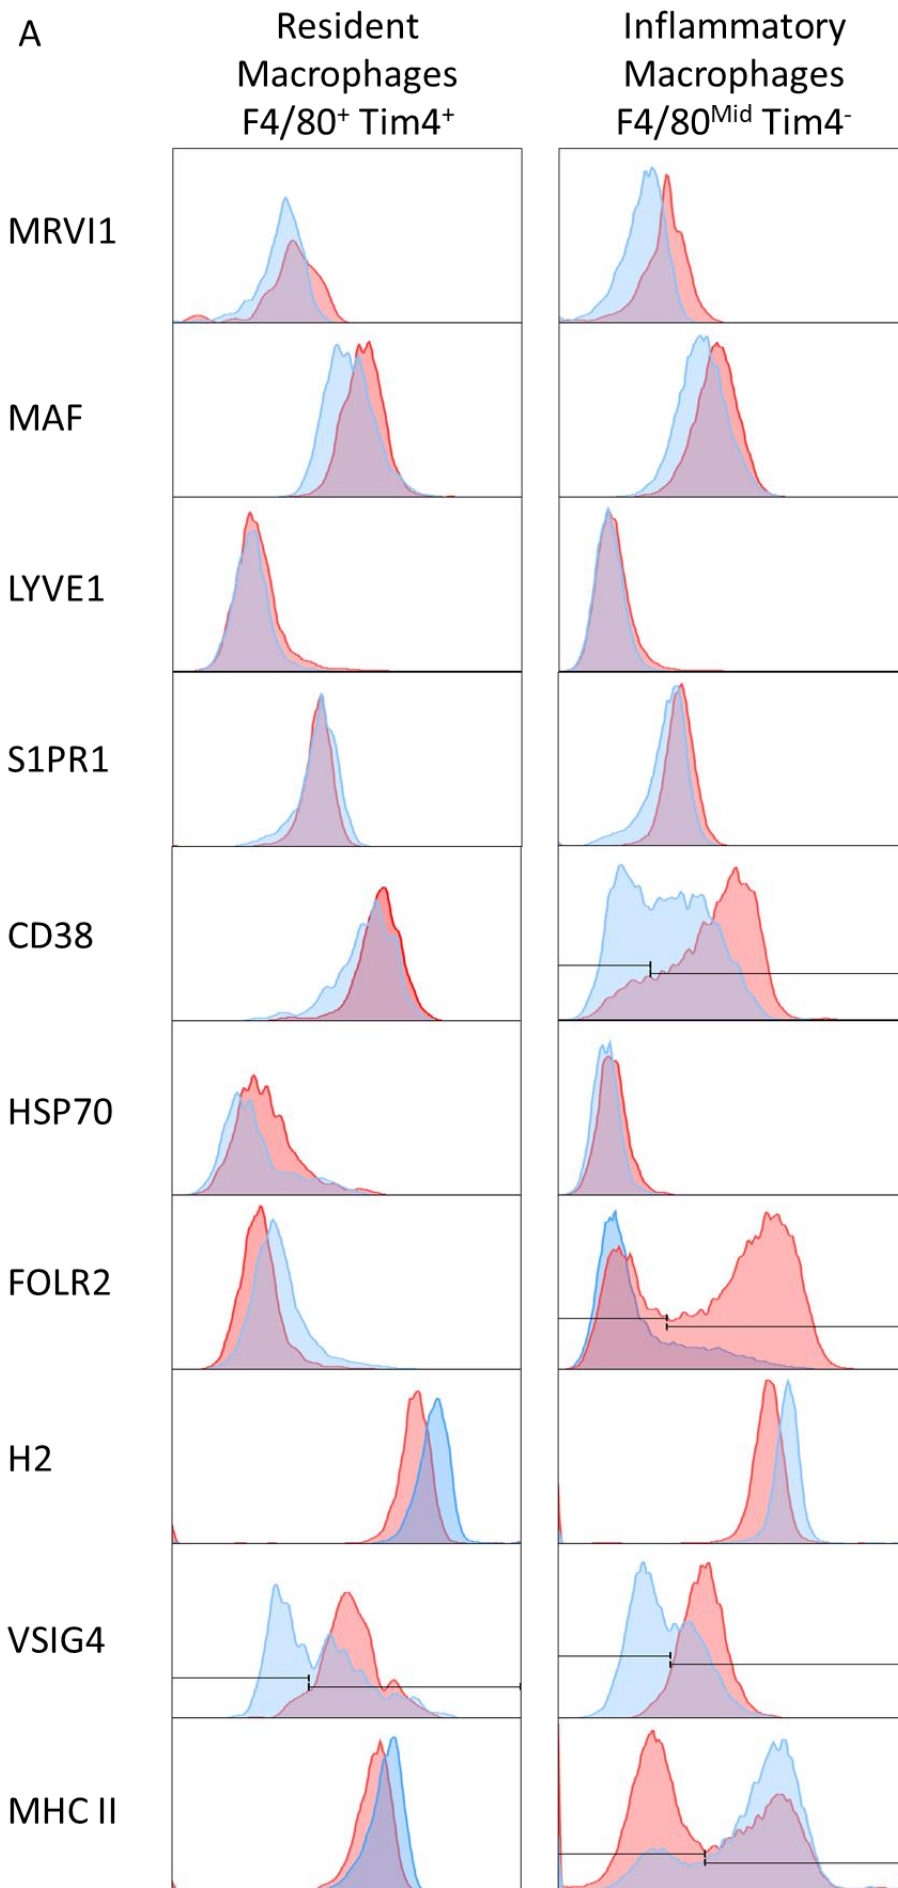 A
Resident
Macrophages
F4/80⁺ Tim4⁺
Inflammatory
Macrophages
F4/80ᴹⁱᵈ Tim4⁻
MRVI1
MAF
LYVE1
S1PR1
CD38
HSP70
FOLR2
H2
VSIG4
MHC II